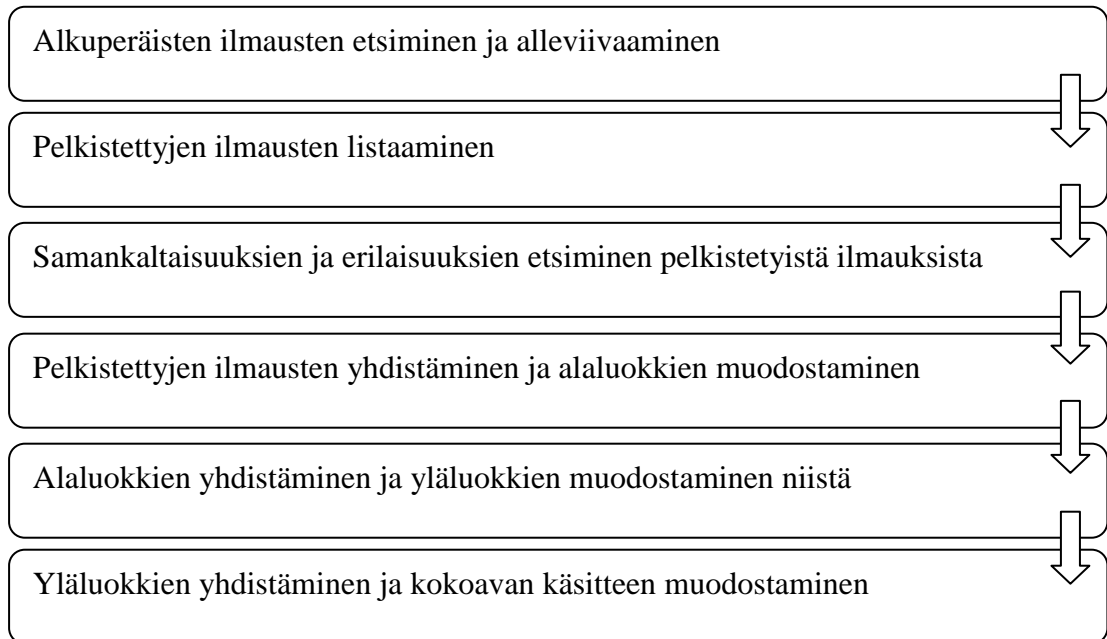 Alkuperäisten ilmausten etsiminen ja alleviivaaminen
Pelkistettyjen ilmausten listaaminen
Samankaltaisuuksien ja erilaisuuksien etsiminen pelkistetyistä ilmauksista
Pelkistettyjen ilmausten yhdistäminen ja alaluokkien muodostaminen
Alaluokkien yhdistäminen ja yläluokkien muodostaminen niistä
Yläluokkien yhdistäminen ja kokoavan käsitteen muodostaminen